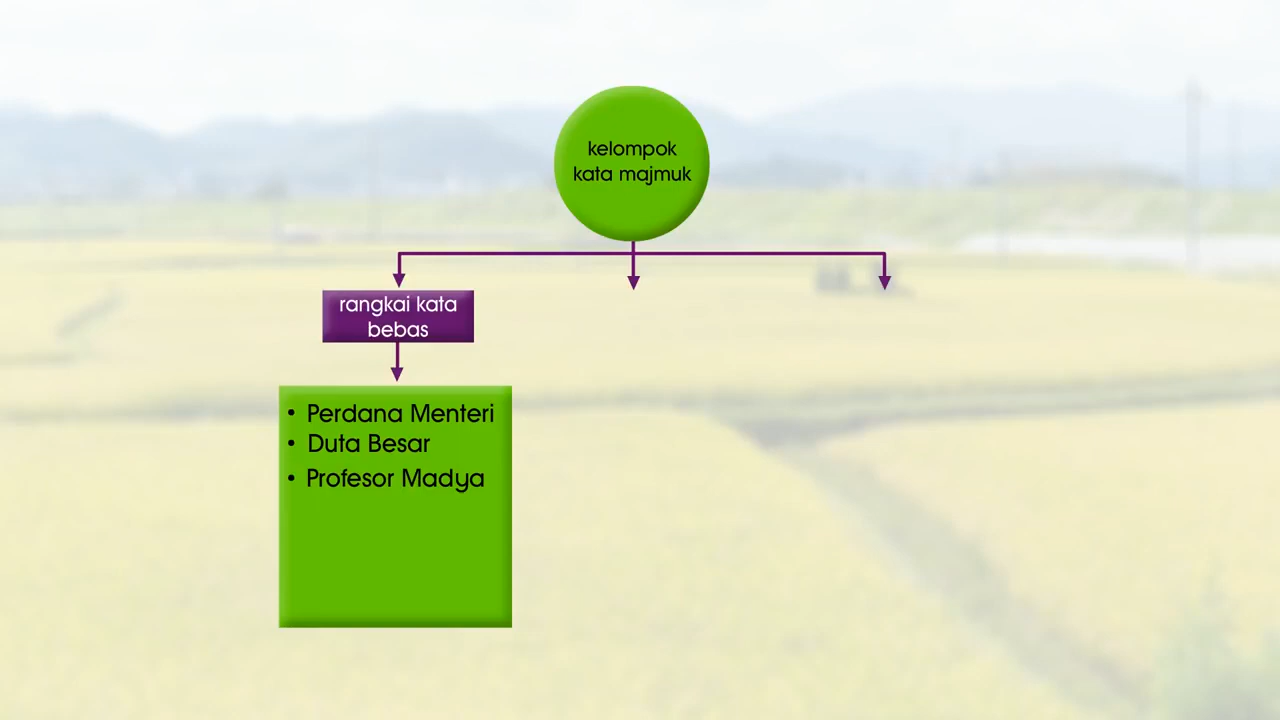 kelompok
kata majmuk
rangkai kata
bebas
• Perdana Menteri
• Duta Besar
• Profesor Madya